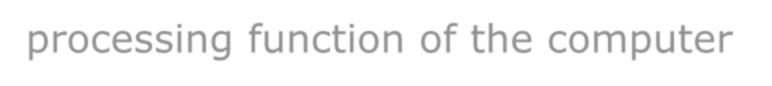 processing function of the computer